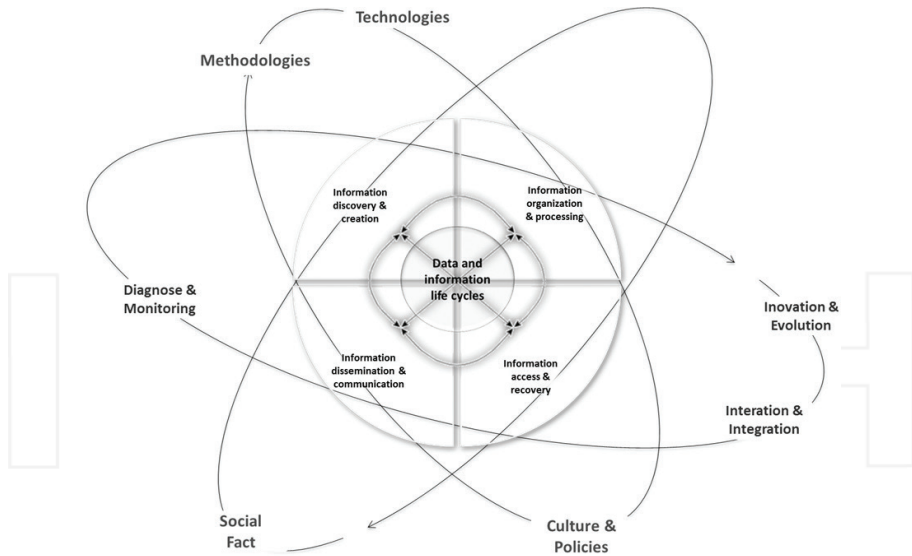 Technologies
Methodologies
Information
discovery &
creation
Information
organization
& processing
Data and
information
life cycles
Diagnose &
Monitoring
Inovation &
Evolution
Information
dissemination &
communication
Information
access &
recovery
Interation &
Integration
Social
Fact
Culture &
Policies